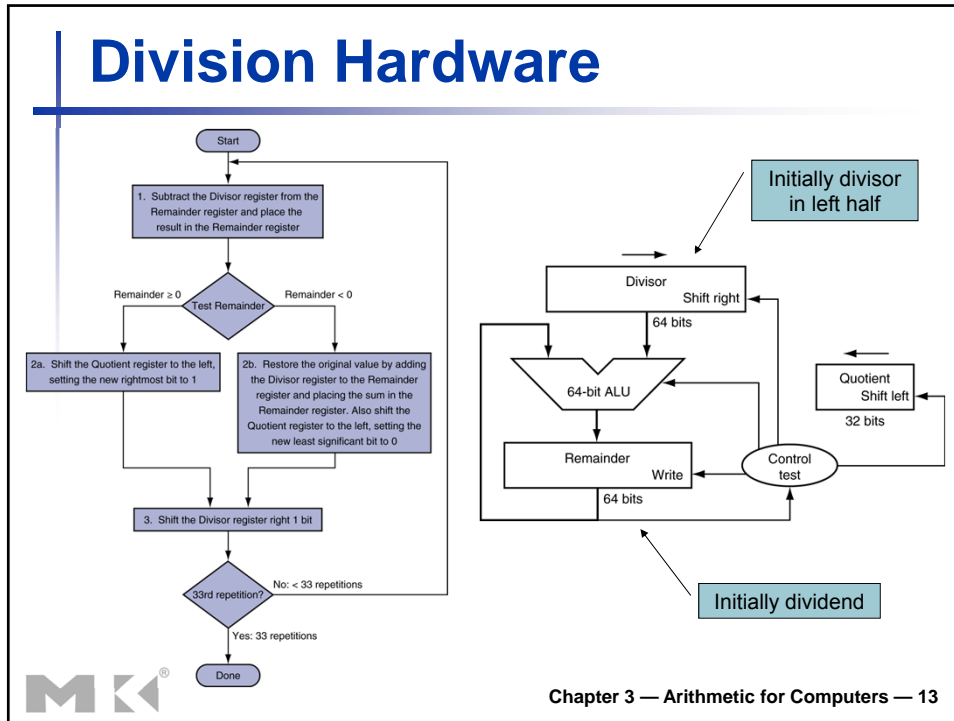 Division Hardware
Start
1. Subtract the Divisor register from the
Remainder register and place the
result in the Remainder register
Remainder ≥ 0
Remainder < 0
Test Remainder
2a. Shift the Quotient register to the left,
setting the new rightmost bit to 1
2b. Restore the original value by adding
the Divisor register to the Remainder
register and placing the sum in the
Remainder register. Also shift the
Quotient register to the left, setting the
new least significant bit to 0
3. Shift the Divisor register right 1 bit
33rd repetition?
No: < 33 repetitions
Yes: 33 repetitions
Done
Initially divisor
in left half
Divisor
Shift right
64 bits
64-bit ALU
Quotient
Shift left
32 bits
Remainder
Write
64 bits
Control
test
Initially dividend
MK®
Chapter 3 — Arithmetic for Computers — 13